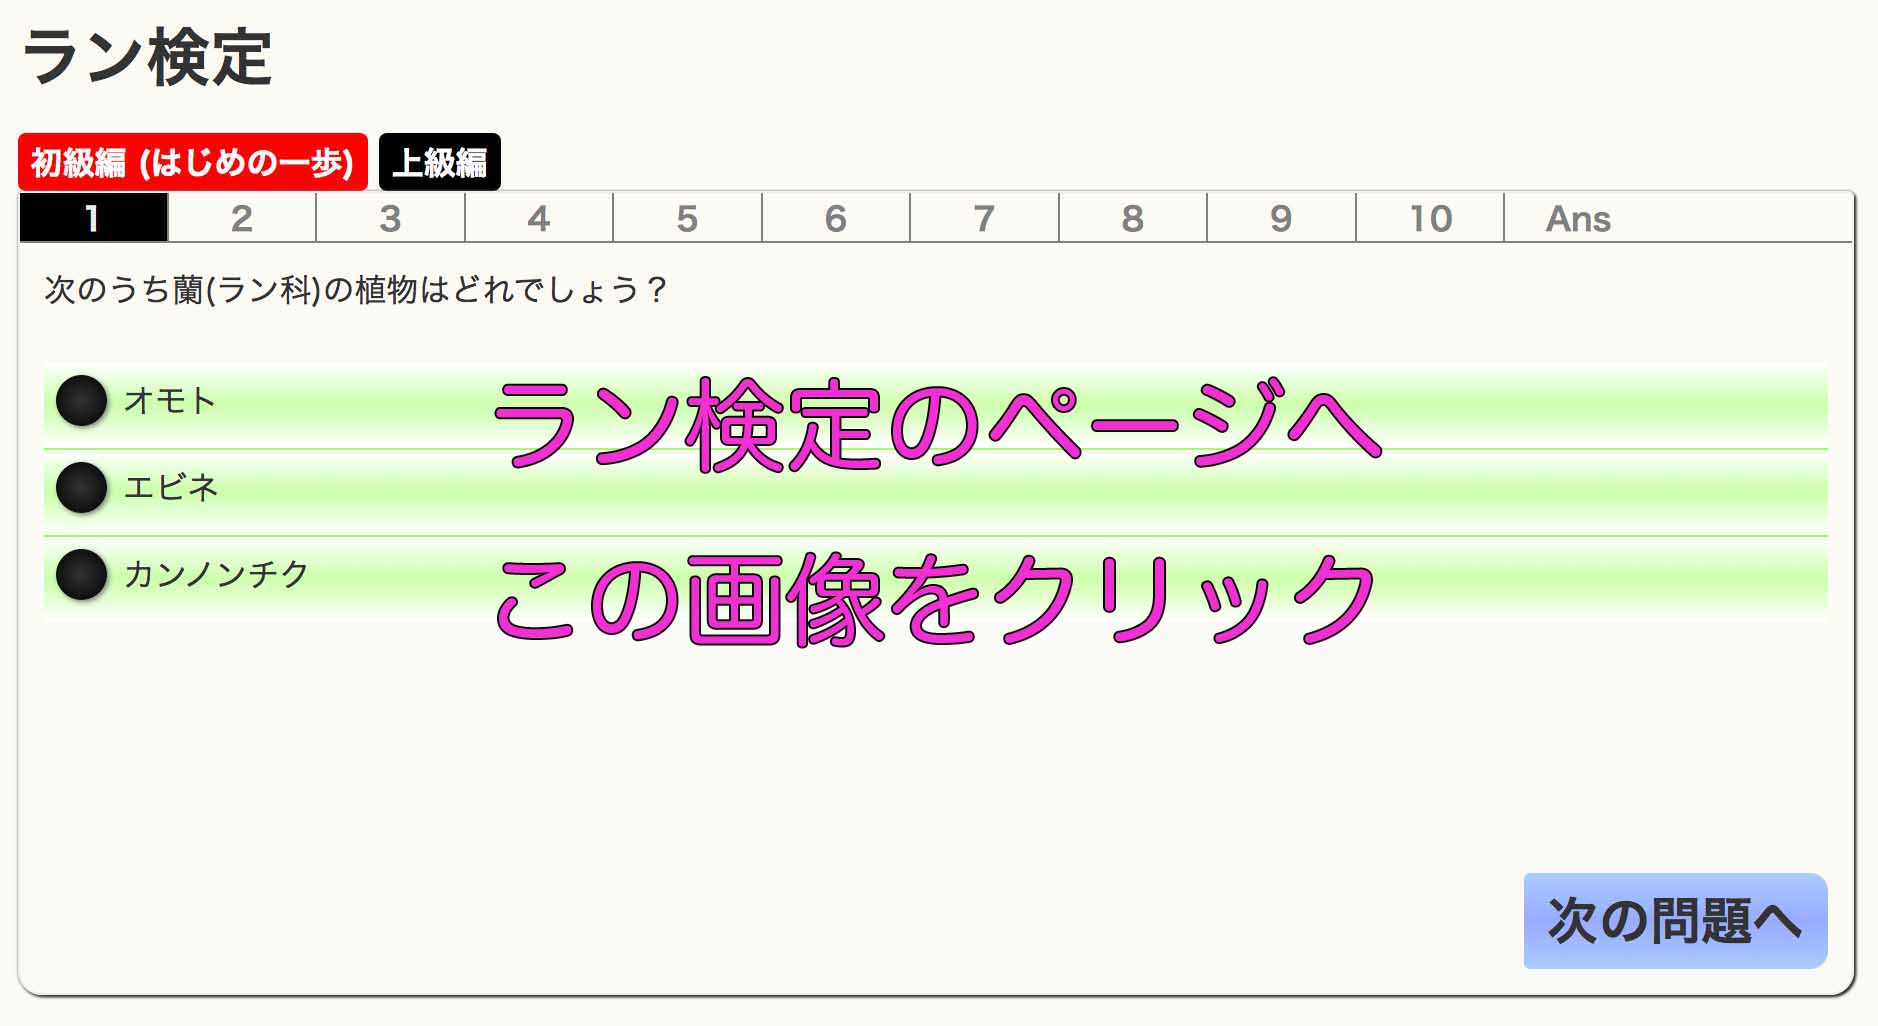 ラン検定
初級編 (はじめの一歩) 上級編
1 2 3 4 5 6 7 8 9 10 Ans
次のうち蘭(ラン科)の植物はどれでしょう？
オモト
ラン検定のページへ
エビネ
カンノンチク
この画像をクリック
次の問題へ